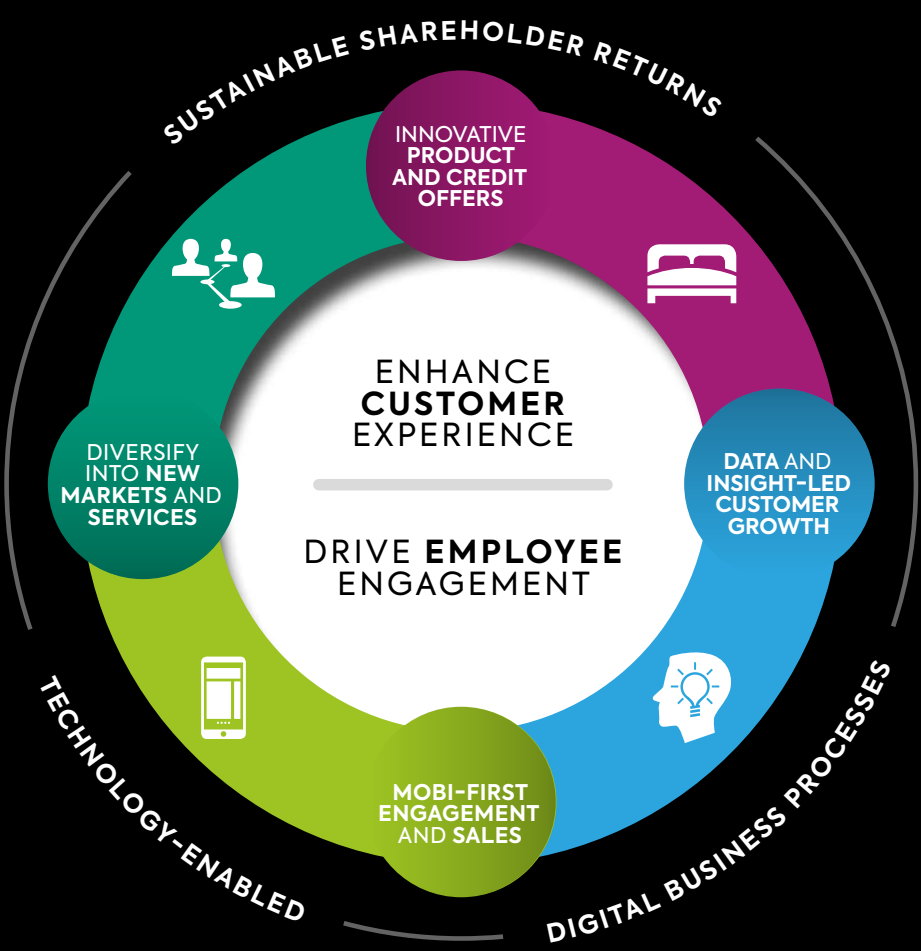 SUSTAINABLE SHAREHOLDER RETURNS
INNOVATIVE
PRODUCT
AND CREDIT
OFFERS
ENHANCE
CUSTOMER
EXPERIENCE
DRIVE EMPLOYEE
ENGAGEMENT
DIVERSIFY
INTO NEW
MARKETS AND
SERVICES
DATA AND
INSIGHT-LED
CUSTOMER
GROWTH
MOBI-FIRST
ENGAGEMENT
AND SALES
TECHNOLOGY-ENABLED
DIGITAL BUSINESS PROCESSES